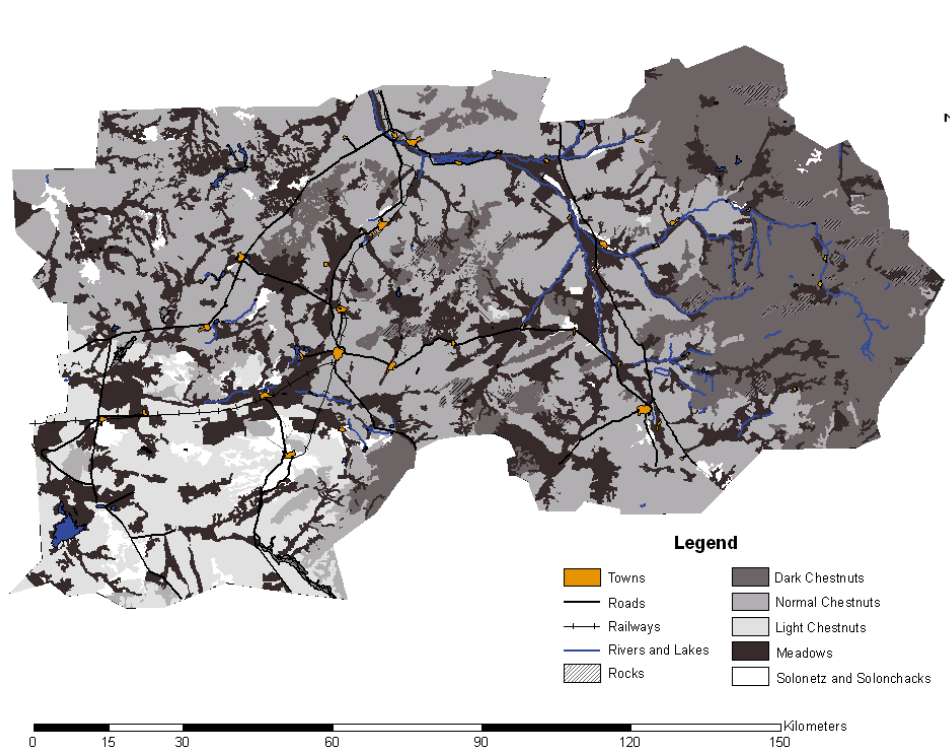 N
Legend
Towns
Roads
Railways
Rivers and Lakes
Rocks
Dark Chestnuts
Normal Chestnuts
Light Chestnuts
Meadows
Solonetz and Solonchacks
0 15 30 60 90 120 150 Kilometers